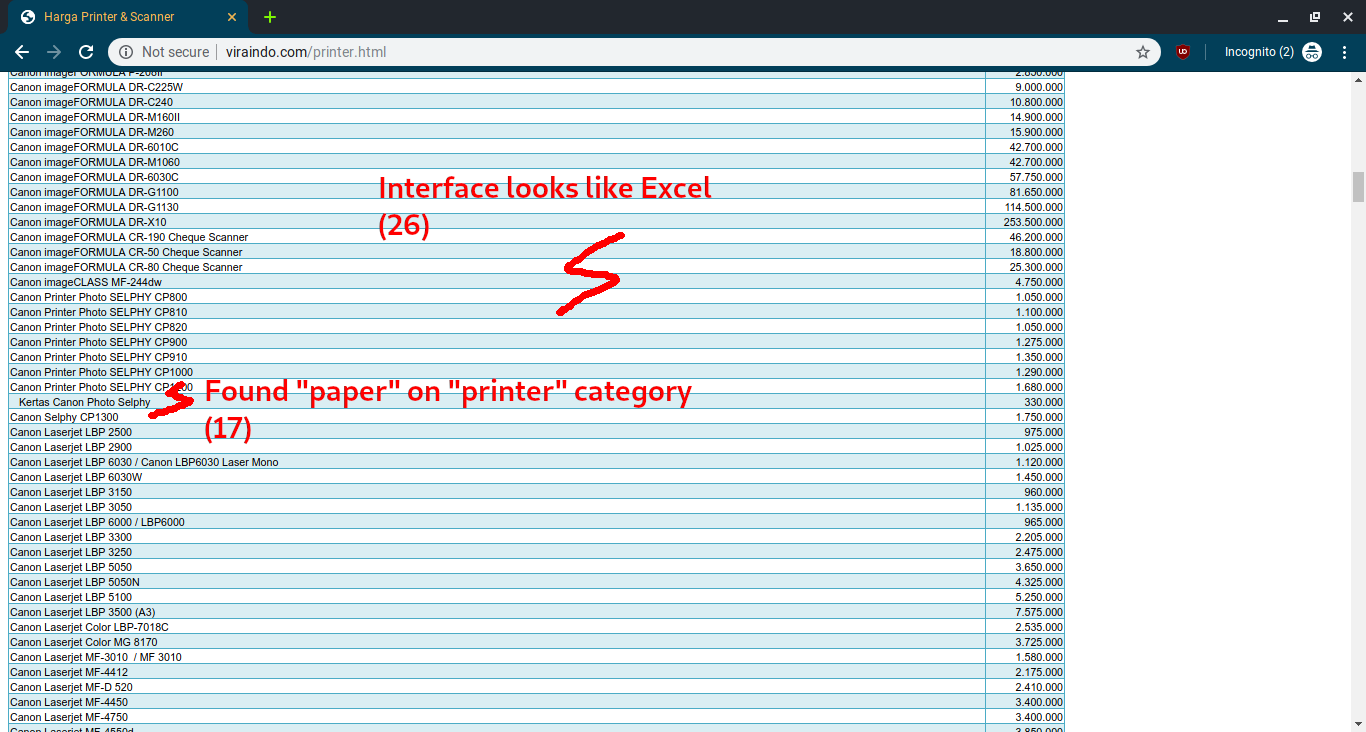 Harga Printer & Scanner
Not secure viraindo.com/printer.html
Incognito (2)
Canon imageFORMULA P-208II 2.850.000
Canon imageFORMULA DR-C225W 9.000.000
Canon imageFORMULA DR-C240 10.800.000
Canon imageFORMULA DR-M160II 14.900.000
Canon imageFORMULA DR-M260 15.900.000
Canon imageFORMULA DR-6010C 42.700.000
Canon imageFORMULA DR-M1060 42.700.000
Canon imageFORMULA DR-6030C 57.750.000
Canon imageFORMULA DR-G1100 81.650.000
Canon imageFORMULA DR-G1130 114.500.000
Canon imageFORMULA DR-X10 253.500.000
Canon imageFORMULA CR-190 Cheque Scanner 46.200.000
Canon imageFORMULA CR-50 Cheque Scanner 18.800.000
Canon imageFORMULA CR-80 Cheque Scanner 25.300.000
Canon imageCLASS MF-244dw 4.750.000
Canon Printer Photo SELPHY CP800 1.050.000
Canon Printer Photo SELPHY CP810 1.100.000
Canon Printer Photo SELPHY CP820 1.050.000
Canon Printer Photo SELPHY CP900 1.275.000
Canon Printer Photo SELPHY CP910 1.350.000
Canon Printer Photo SELPHY CP1000 1.290.000
Canon Printer Photo SELPHY CP1200 1.680.000
Kertas Canon Photo Selphy 330.000
Canon Selphy CP1300 1.750.000
Canon Laserjet LBP 2500 975.000
Canon Laserjet LBP 2900 1.025.000
Canon Laserjet LBP 6030 / Canon LBP6030 Laser Mono 1.120.000
Canon Laserjet LBP 6030W 1.450.000
Canon Laserjet LBP 3150 960.000
Canon Laserjet LBP 3050 1.135.000
Canon Laserjet LBP 6000 / LBP6000 965.000
Canon Laserjet LBP 3300 2.205.000
Canon Laserjet LBP 3250 2.475.000
Canon Laserjet LBP 5050 3.650.000
Canon Laserjet LBP 5050N 4.325.000
Canon Laserjet LBP 5100 5.250.000
Canon Laserjet LBP 3500 (A3) 7.575.000
Canon Laserjet Color LBP-7018C 2.535.000
Canon Laserjet Color MG 8170 3.725.000
Canon Laserjet MF-3010 / MF 3010 1.580.000
Canon Laserjet MF-4412 2.175.000
Canon Laserjet MF-D 520 2.410.000
Canon Laserjet MF-4450 3.400.000
Canon Laserjet MF-4750 3.400.000
Canon Laserjet MF-4550d 3.850.000
Interface looks like Excel
(26)
Found "paper" on "printer" category
(17)